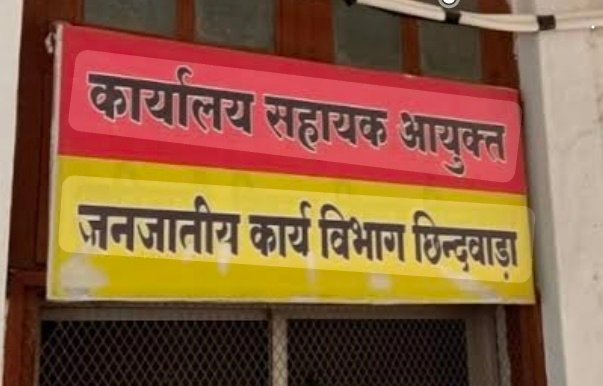 कार्यालय सहायक आयुक्त
जनजातीय कार्य विभाग छिन्दवाड़ा